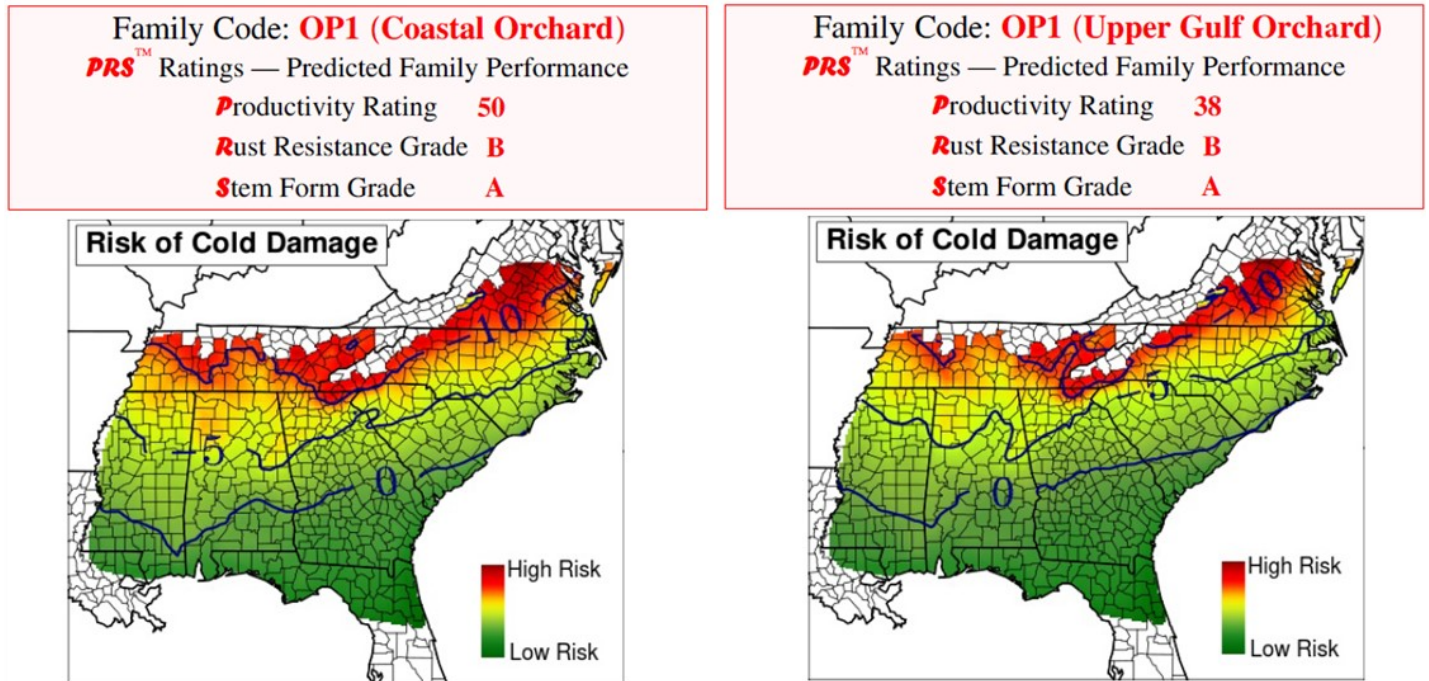 Family Code: OP1 (Coastal Orchard)
PRS™ Ratings — Predicted Family Performance
Productivity Rating 50
Rust Resistance Grade B
Stem Form Grade A
Risk of Cold Damage
-10
-5
0
High Risk
Low Risk
Family Code: OP1 (Upper Gulf Orchard)
PRS™ Ratings — Predicted Family Performance
Productivity Rating 38
Rust Resistance Grade B
Stem Form Grade A
Risk of Cold Damage
-10
-5
0
High Risk
Low Risk